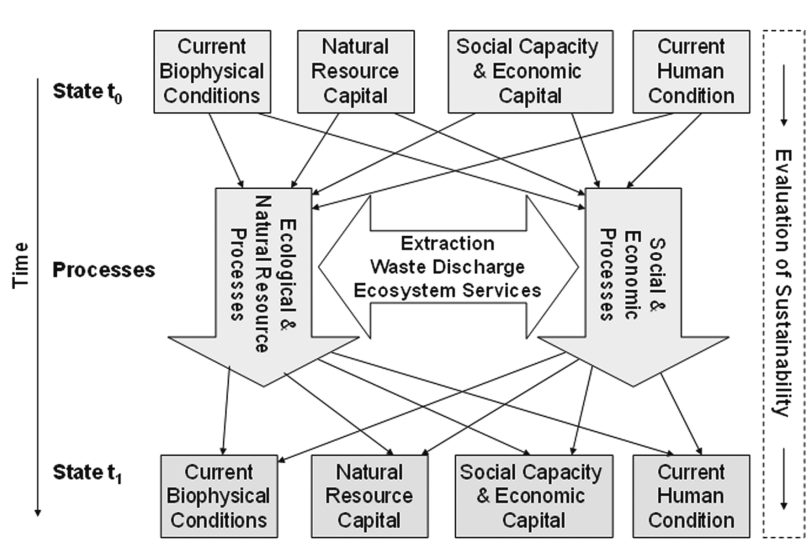 Current
Biophysical
Conditions
Natural
Resource
Capital
Social Capacity
& Economic
Capital
Current
Human
Condition
State t₀
Time
Processes
Ecological &
Natural Resource
Processes
Extraction
Waste Discharge
Ecosystem Services
Social &
Economic
Processes
Evaluation of Sustainability
State t₁
Current
Biophysical
Conditions
Natural
Resource
Capital
Social Capacity
& Economic
Capital
Current
Human
Condition